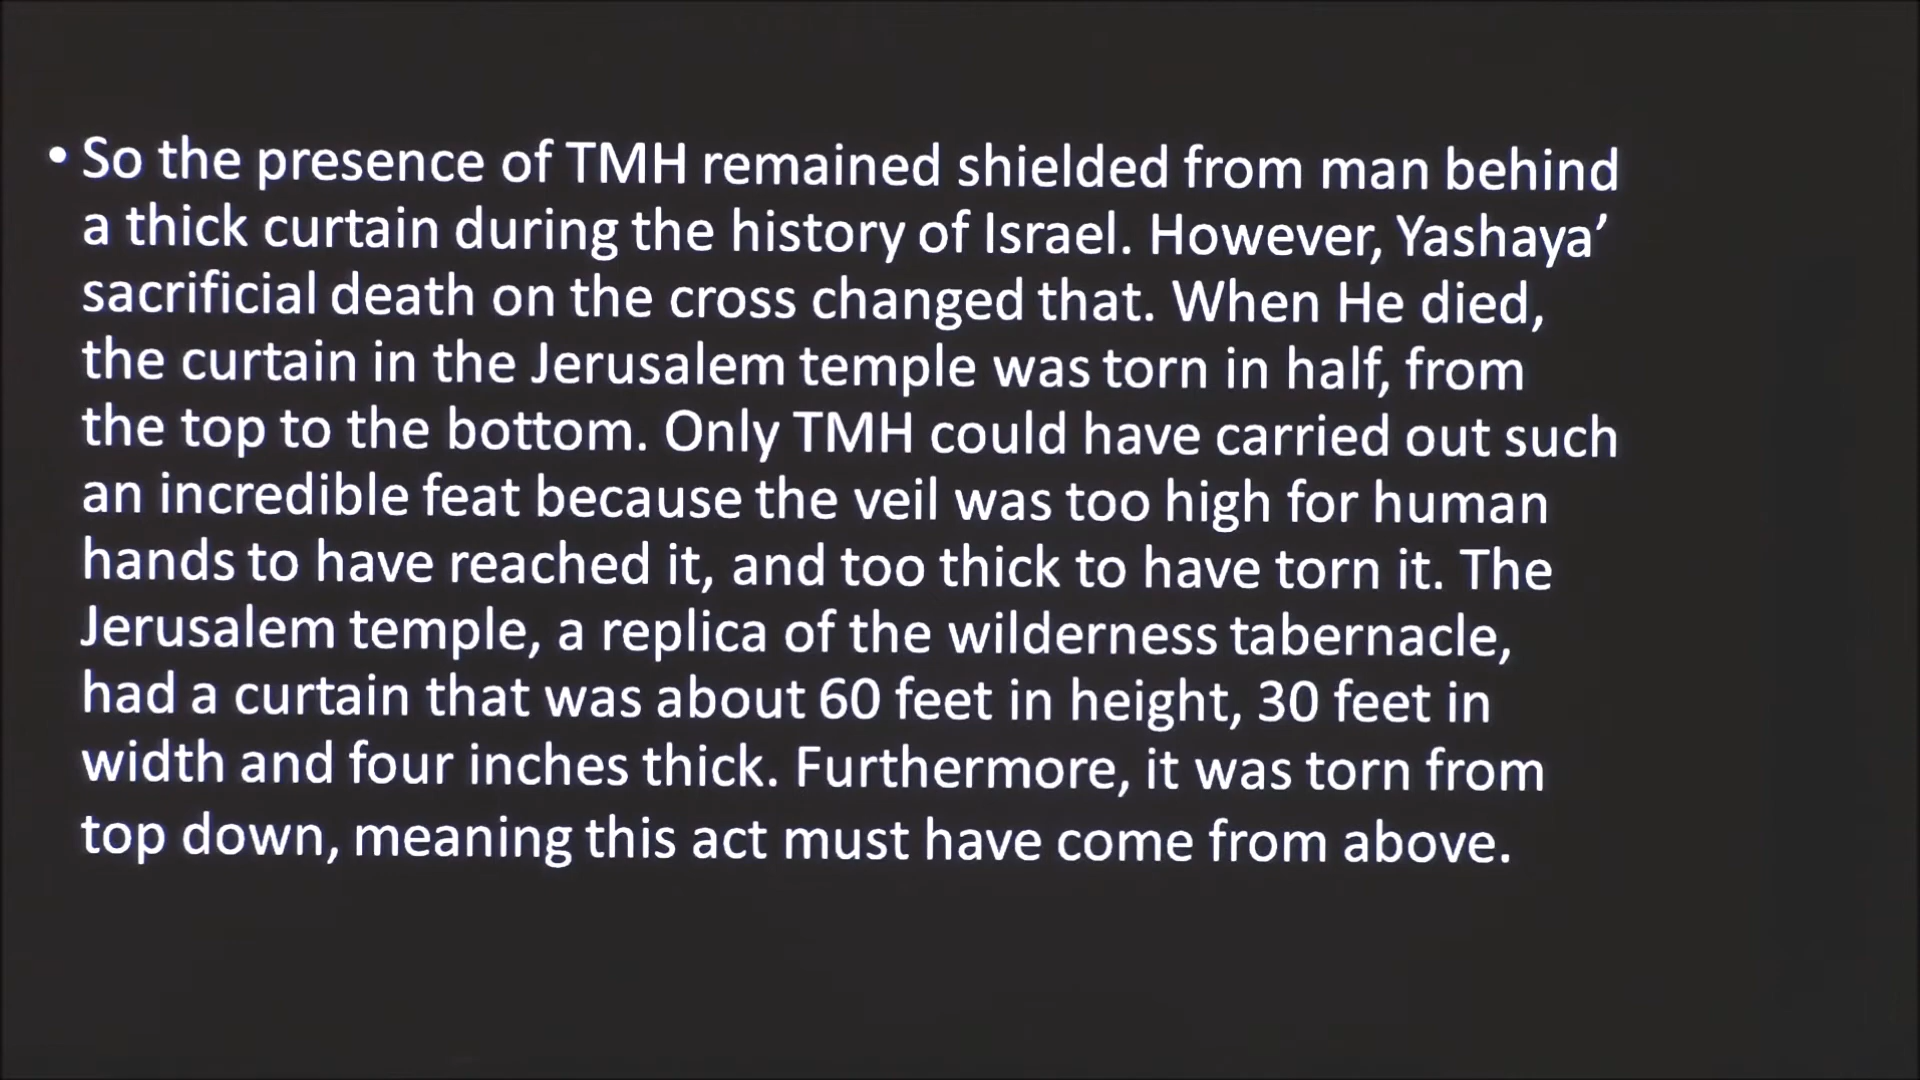 • So the presence of TMH remained shielded from man behind
a thick curtain during the history of Israel. However, Yashaya’
sacrificial death on the cross changed that. When He died,
the curtain in the Jerusalem temple was torn in half, from
the top to the bottom. Only TMH could have carried out such
an incredible feat because the veil was too high for human
hands to have reached it, and too thick to have torn it. The
Jerusalem temple, a replica of the wilderness tabernacle,
had a curtain that was about 60 feet in height, 30 feet in
width and four inches thick. Furthermore, it was torn from
top down, meaning this act must have come from above.